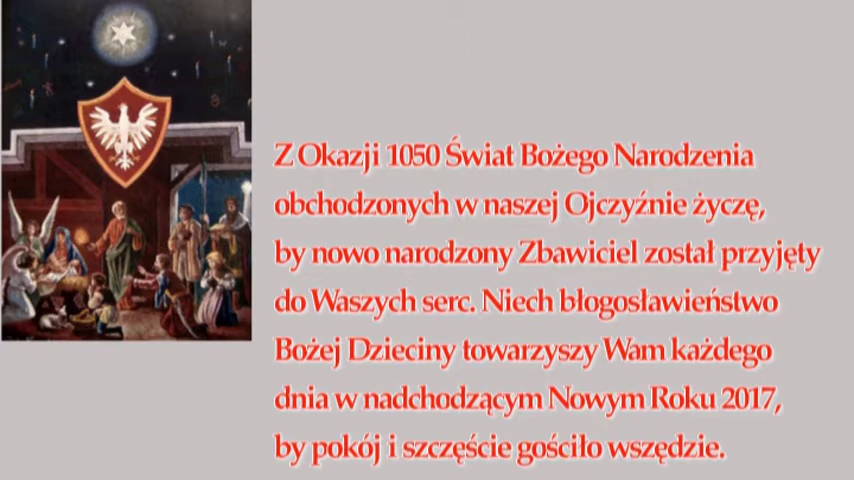 Z Okazji 1050 Świat Bożego Narodzenia
obchodzonych w naszej Ojczyźnie życzę,
by nowo narodzony Zbawiciel został przyjęty
do Waszych serc. Niech błogosławieństwo
Bożej Dzieciny towarzyszy Wam każdego
dnia w nadchodzącym Nowym Roku 2017,
by pokój i szczęście gościło wszędzie.